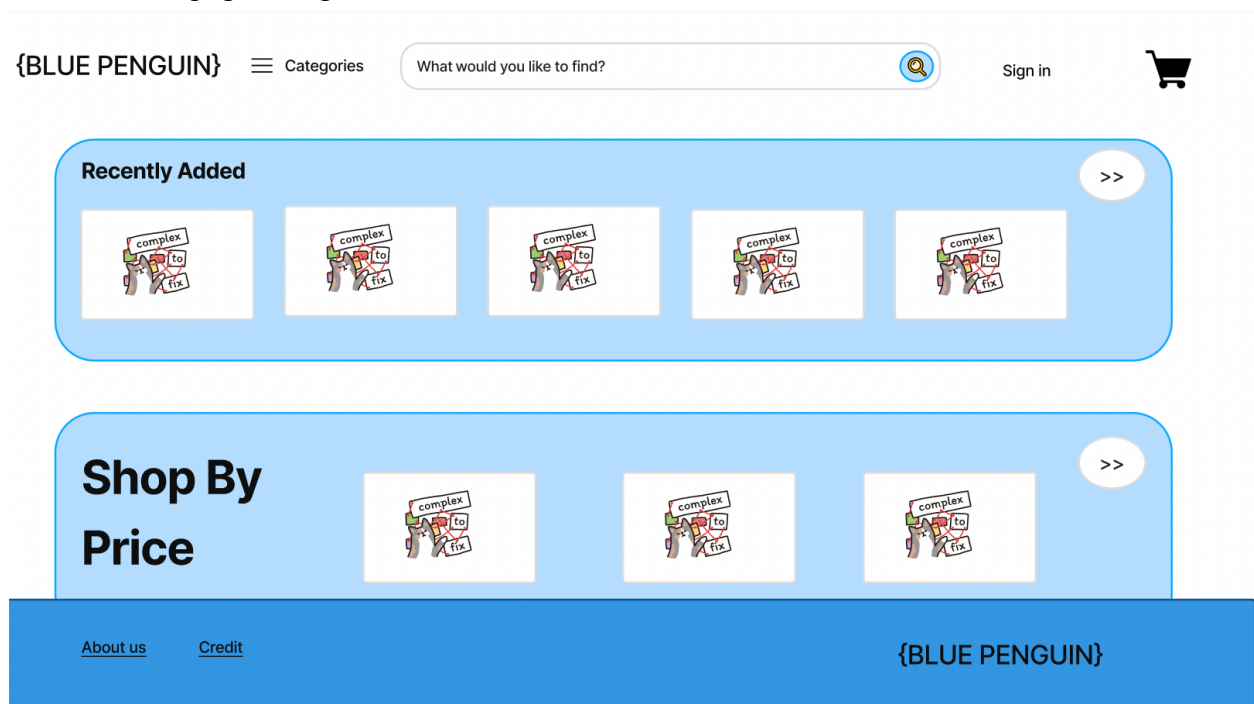 {BLUE PENGUIN}
Categories
What would you like to find?
Sign in
Recently Added
>>
complex
to
fix
complex
to
fix
complex
to
fix
complex
to
fix
complex
to
fix
Shop By
Price
>>
complex
to
fix
complex
to
fix
complex
to
fix
About us
Credit
{BLUE PENGUIN}